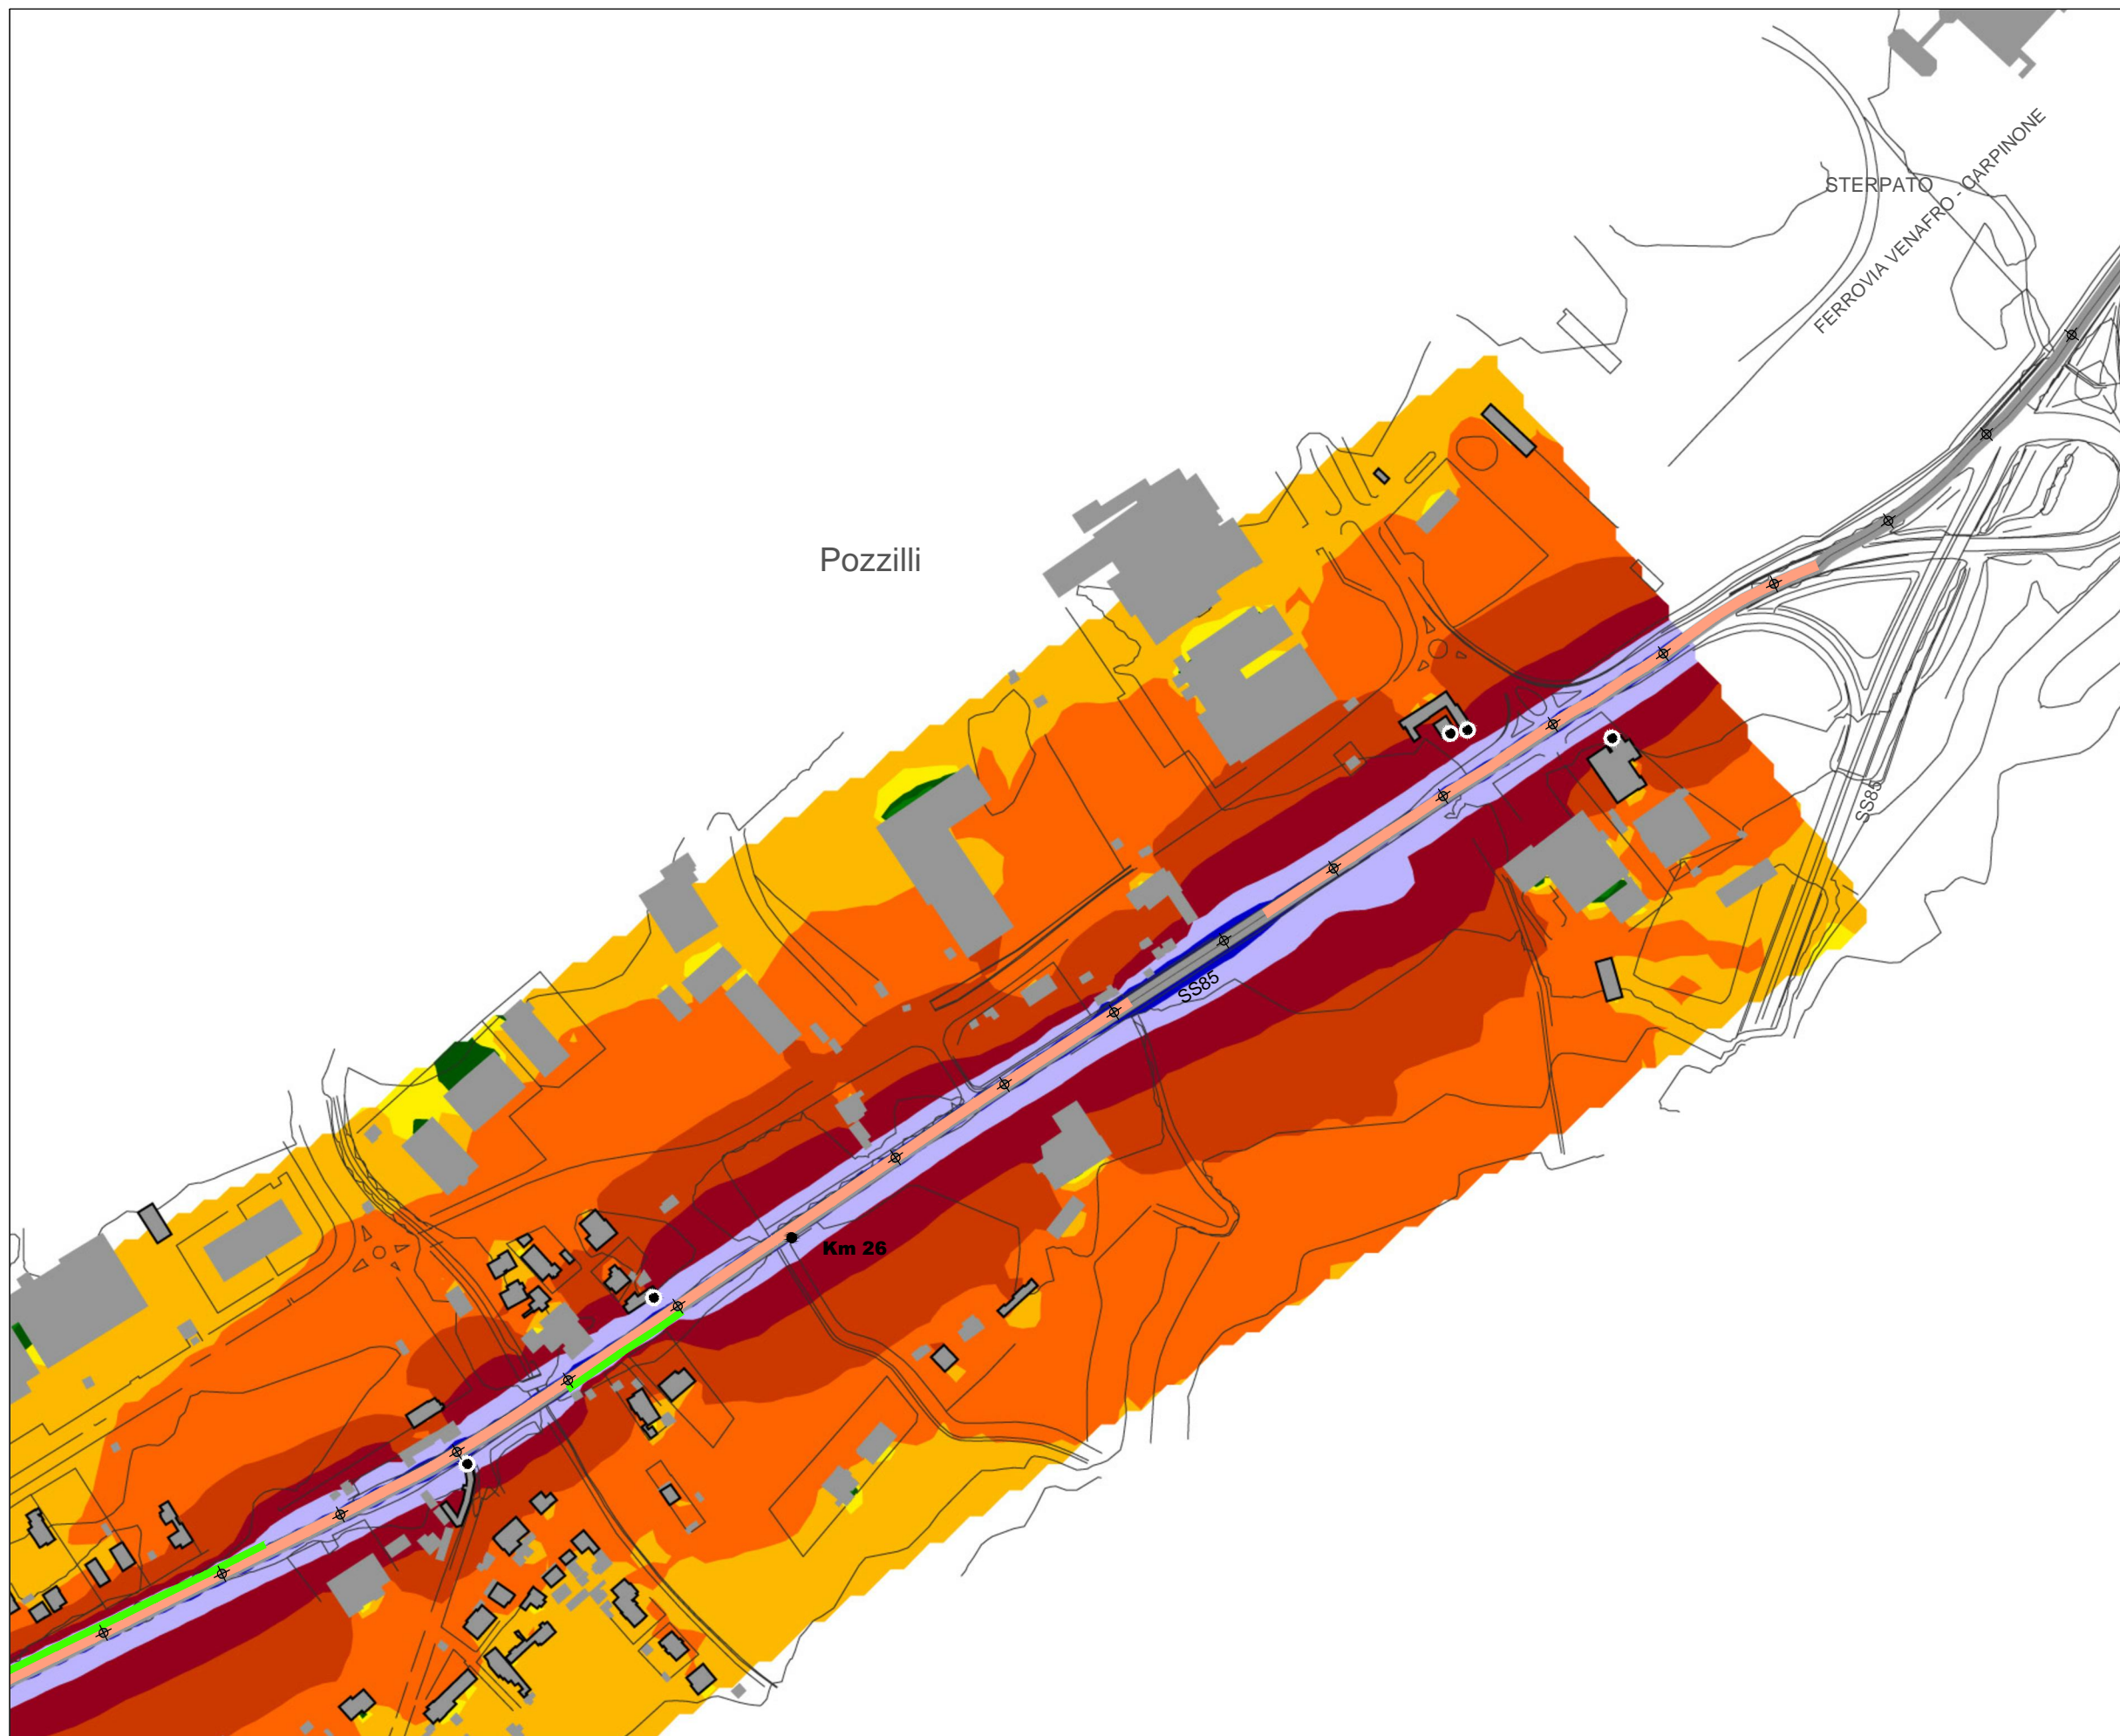 STERPATO
FERROVIA VENAFRO - CARPINONE
Pozzilli
SS85
SS85
Km 26